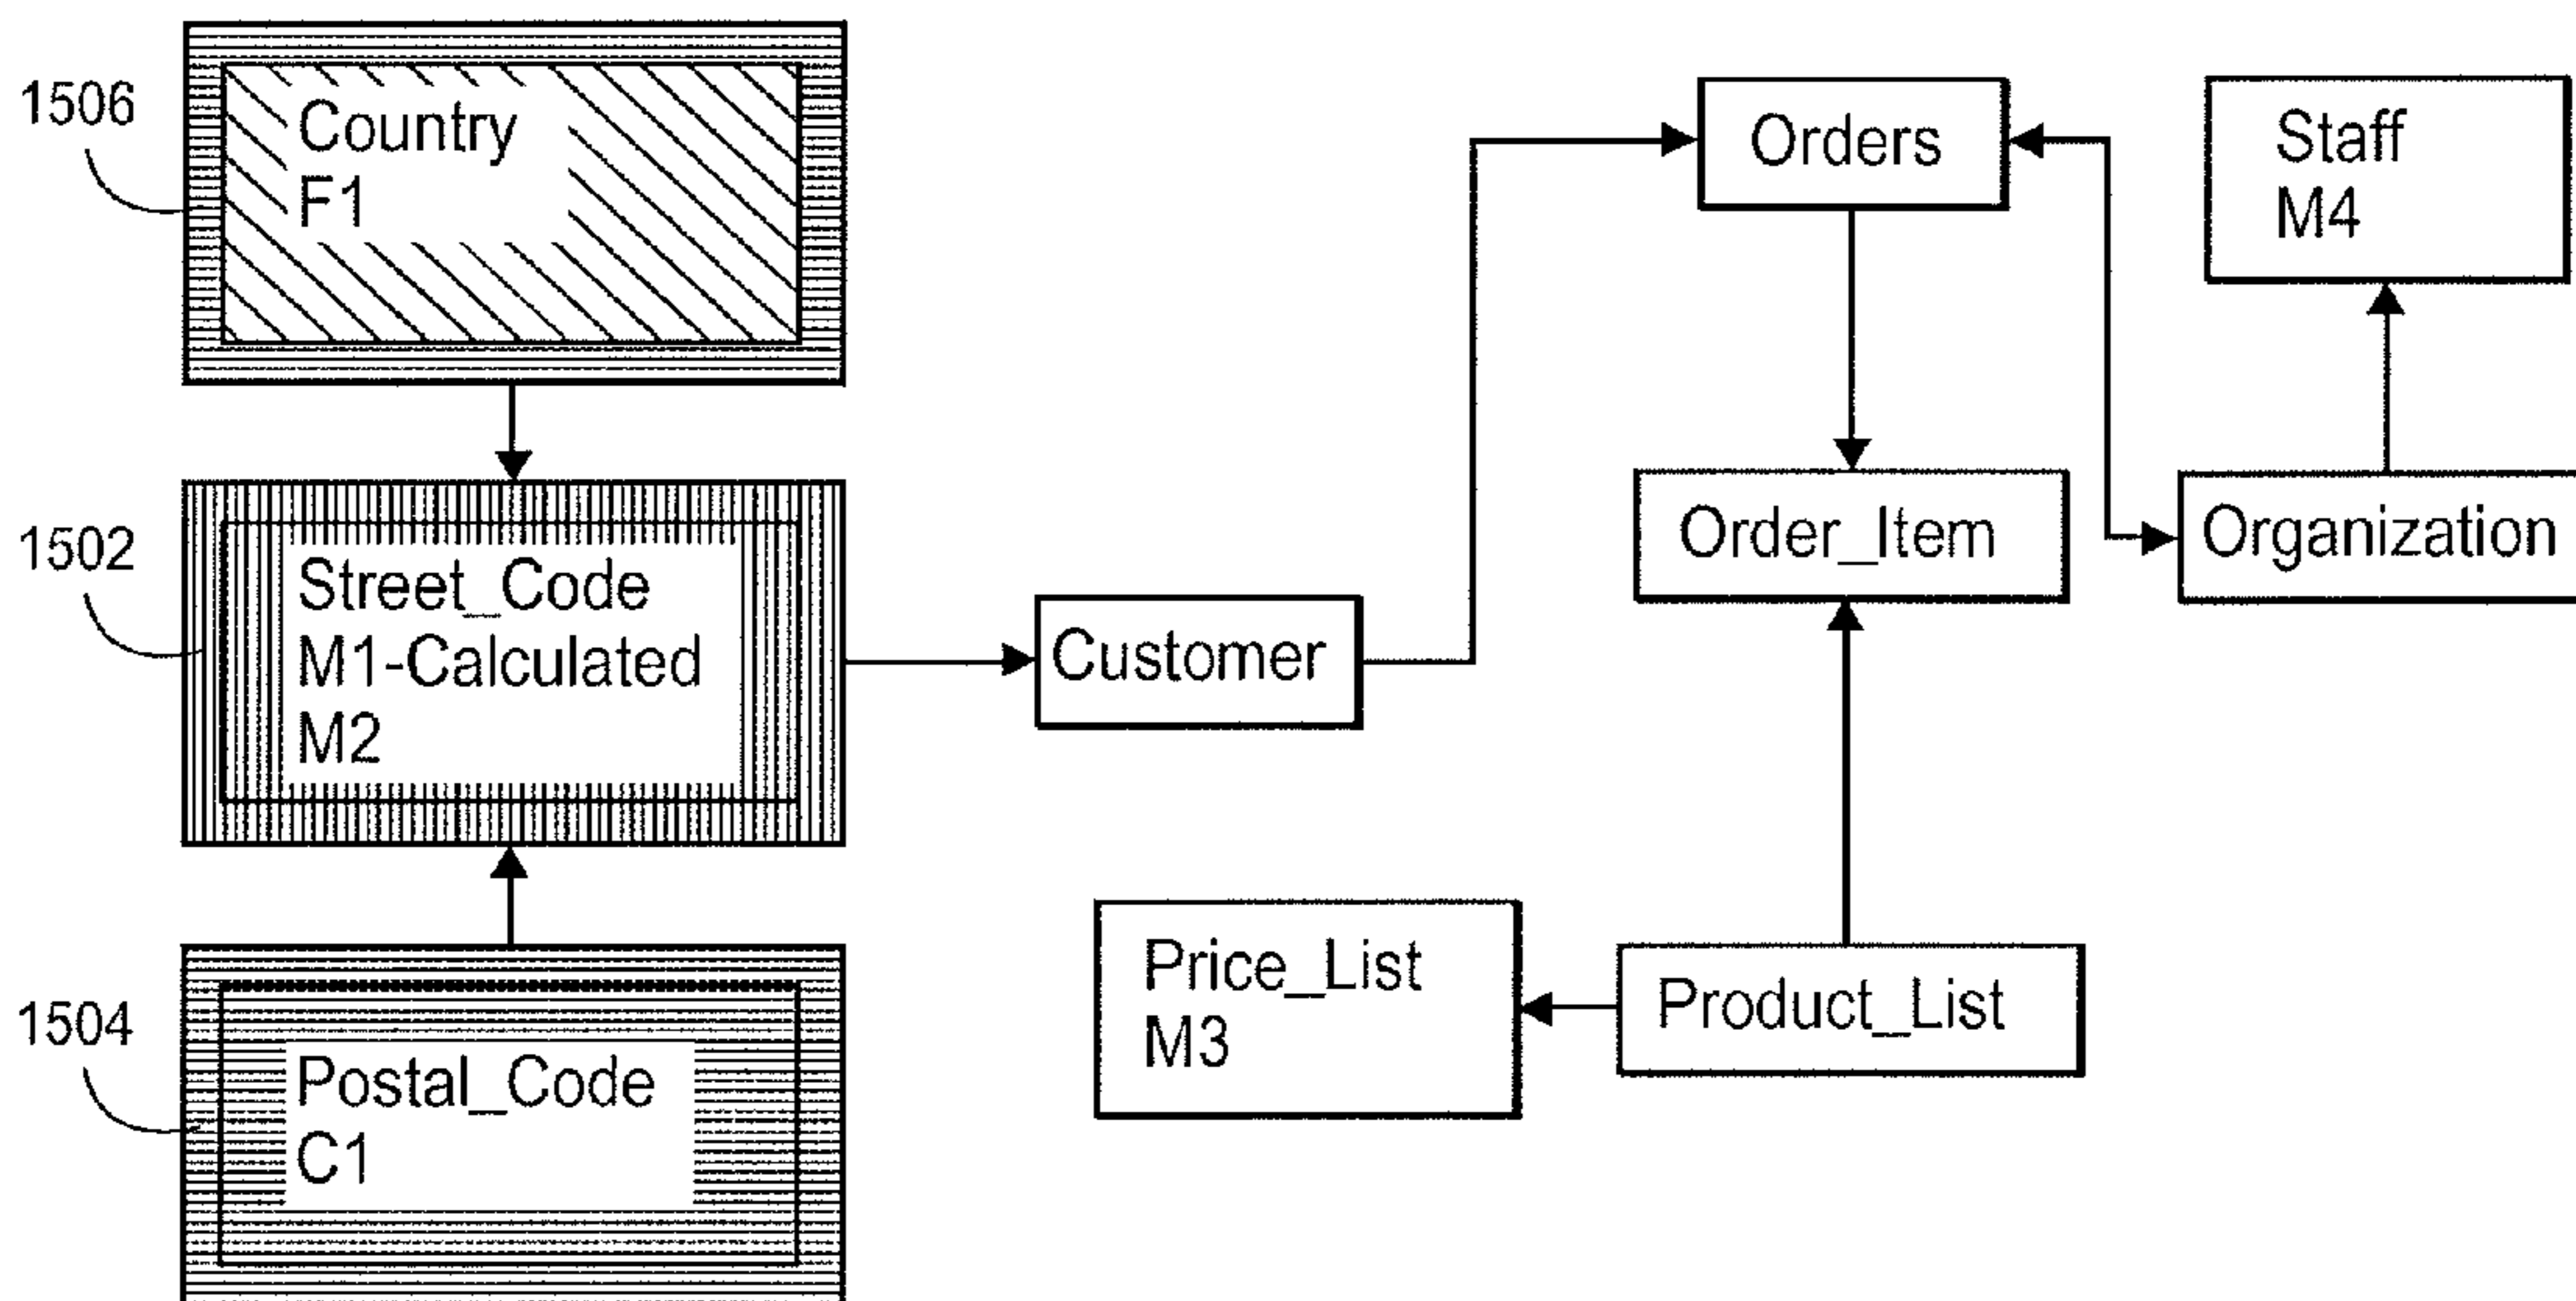 1506
Country
F1
1502
Street_Code
M1-Calculated
M2
1504
Postal_Code
C1
Customer
Orders
Order_Item
Price_List
M3
Product_List
Staff
M4
Organization